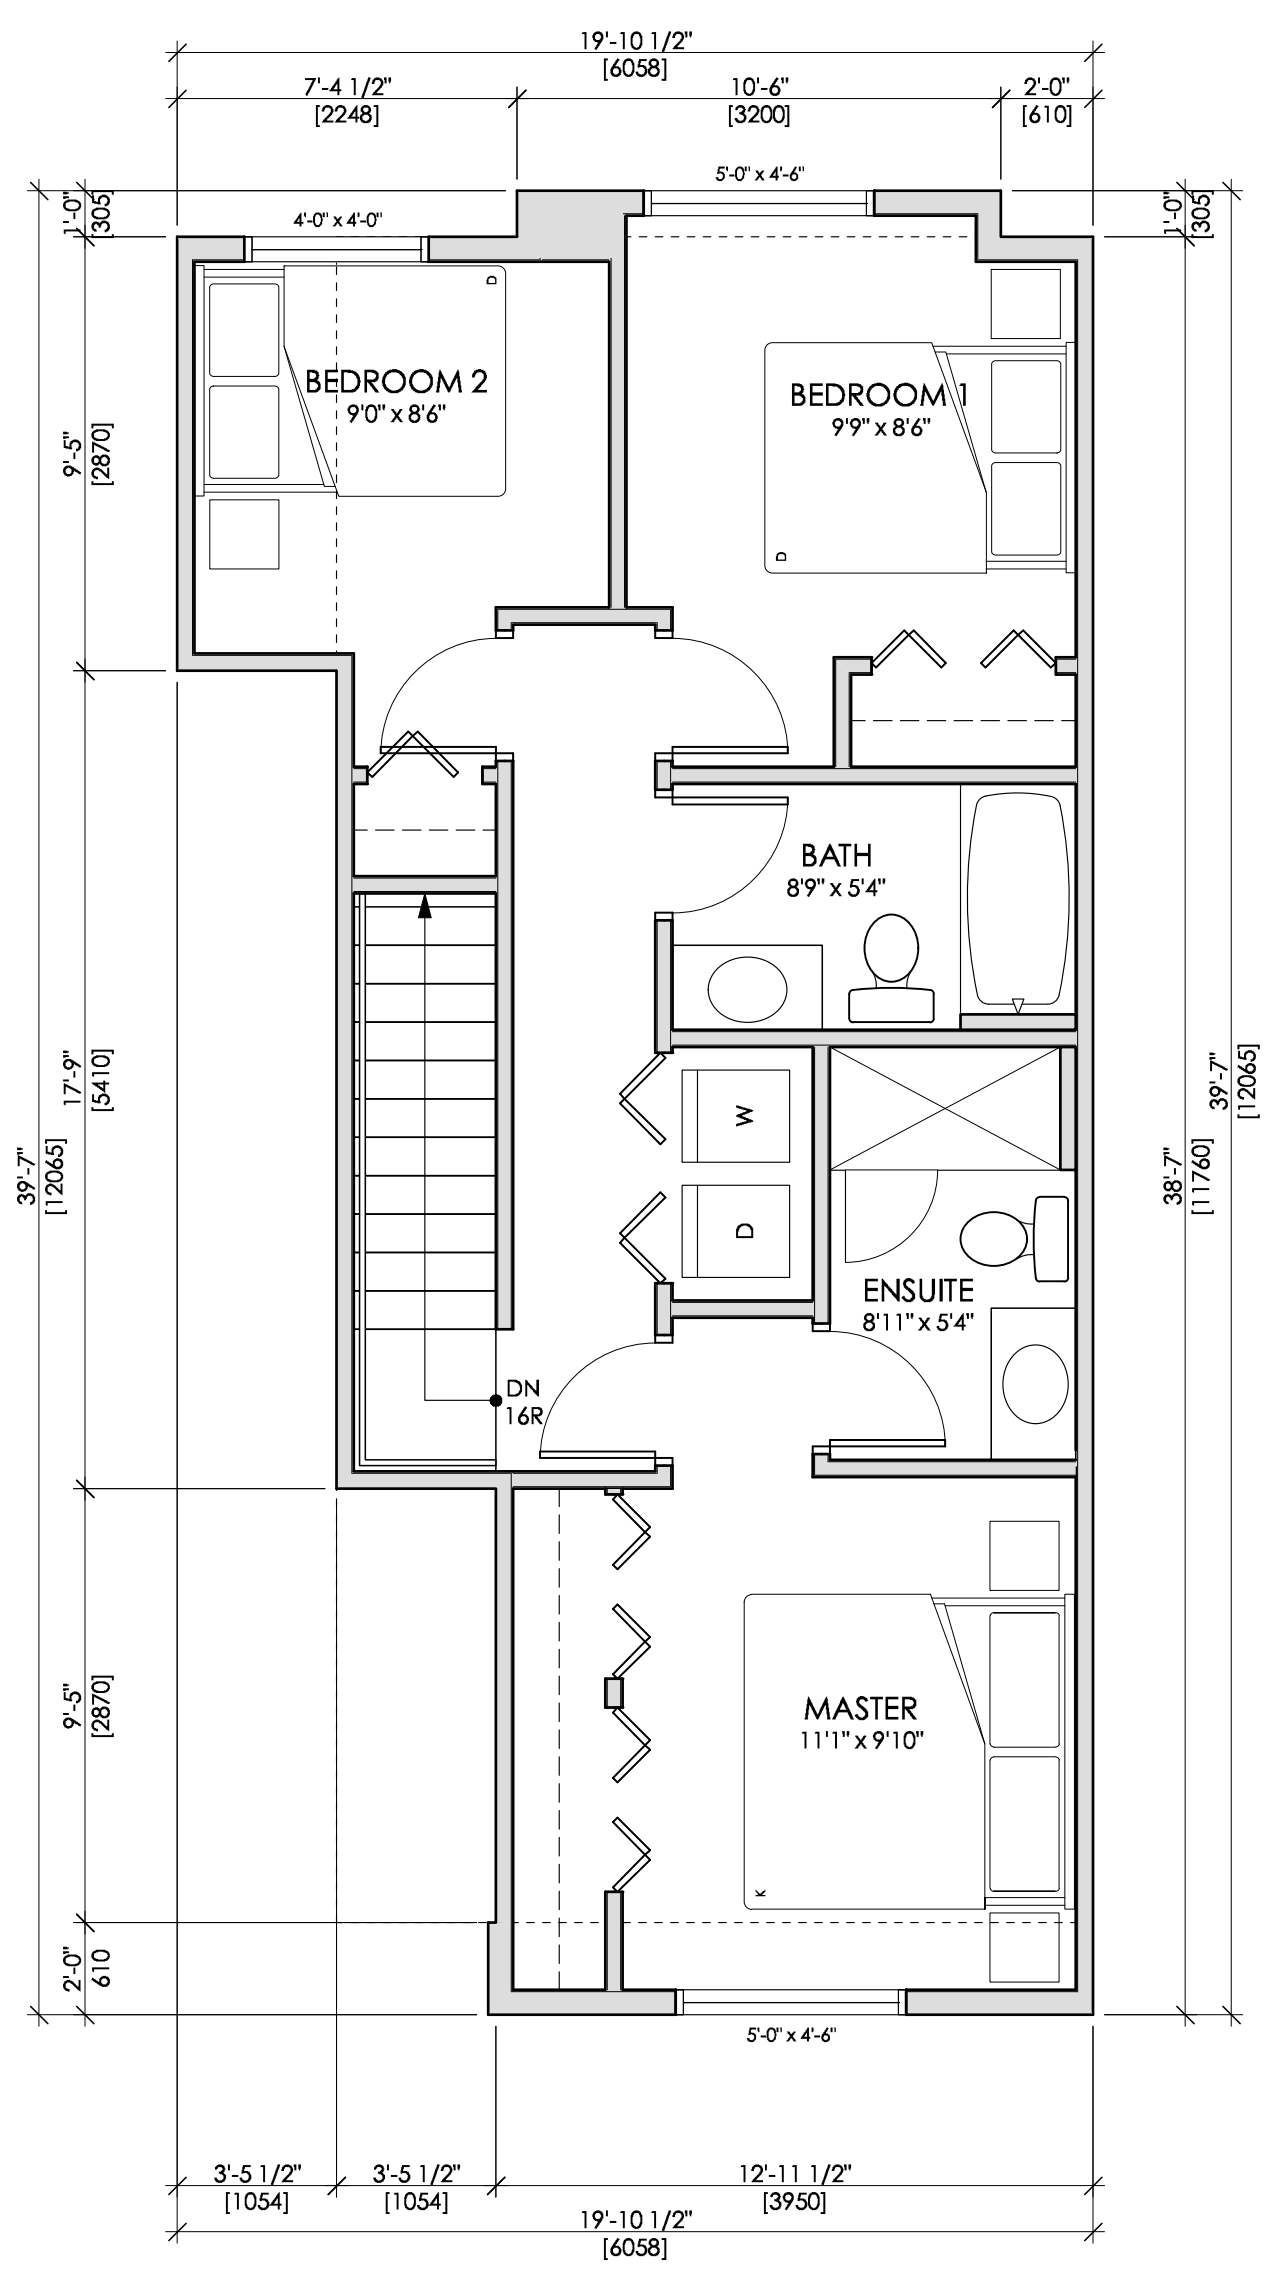 19'-10 1/2"
[6058]
7'-4 1/2"
[2248]
10'-6"
[3200]
2'-0"
[610]
5'-0" x 4'-6"
4'-0" x 4'-0"
1'-0"
[305]
1'-0"
[305]
D
BEDROOM 2
9'0" x 8'6"
BEDROOM 1
9'9" x 8'6"
D
9'-5"
[2870]
BATH
8'9" x 5'4"
17'-9"
[5410]
W
D
39'-7"
[12065]
38'-7"
[11760]
39'-7"
[12065]
ENSUITE
8'11" x 5'4"
DN
16R
9'-5"
[2870]
MASTER
11'1" x 9'10"
K
2'-0"
610
5'-0" x 4'-6"
3'-5 1/2"
[1054]
3'-5 1/2"
[1054]
12'-11 1/2"
[3950]
19'-10 1/2"
[6058]